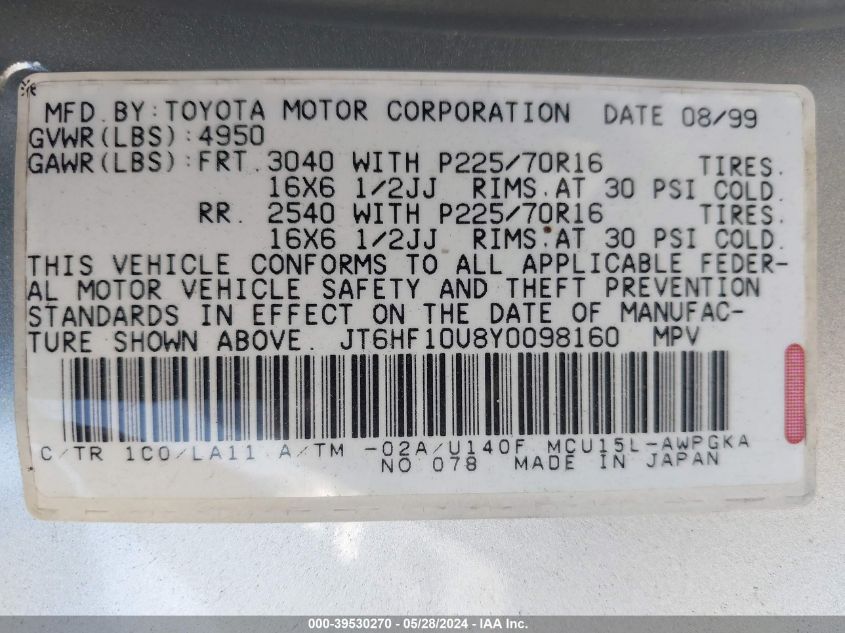 MFD. BY: TOYOTA MOTOR CORPORATION DATE 08/99
GVWR(LBS):4950
GAWR(LBS):FRT. 3040 WITH P225/70R16 TIRES.
16X6 1/2JJ RIMS.AT 30 PSI COLD.
RR. 2540 WITH P225/70R16 TIRES.
16X6 1/2JJ RIMS.AT 30 PSI COLD.
THIS VEHICLE CONFORMS TO ALL APPLICABLE FEDER-
AL MOTOR VEHICLE SAFETY AND THEFT PREVENTION
STANDARDS IN EFFECT ON THE DATE OF MANUFAC-
TURE SHOWN ABOVE. JT6HF10U8Y0098160 MPV
C/TR 1C0/LA11 A/TM -02A/U140F MCU15L-AWPGKA
NO 078 MADE IN JAPAN
000-39530270 - 05/28/2024 - IAA Inc.